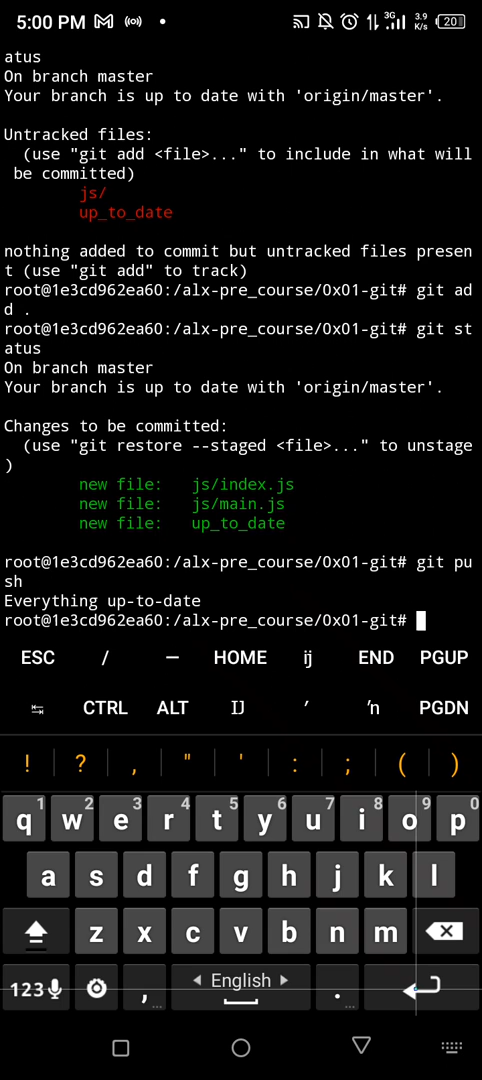 5:00 PM 3G 3.9 K/s 20
atus
On branch master
Your branch is up to date with 'origin/master'.
Untracked files:
  (use "git add <file>..." to include in what will
 be committed)
        js/
        up_to_date
nothing added to commit but untracked files presen
t (use "git add" to track)
root@1e3cd962ea60:/alx-pre_course/0x01-git# git ad
d .
root@1e3cd962ea60:/alx-pre_course/0x01-git# git st
atus
On branch master
Your branch is up to date with 'origin/master'.
Changes to be committed:
  (use "git restore --staged <file>..." to unstage
)
        new file:   js/index.js
        new file:   js/main.js
        new file:   up_to_date
root@1e3cd962ea60:/alx-pre_course/0x01-git# git pu
sh
Everything up-to-date
root@1e3cd962ea60:/alx-pre_course/0x01-git#
ESC / — HOME ĳ END PGUP
CTRL ALT Ĳ ′ ŉ PGDN
! ? , " ' : ; ( )
1 2 3 4 5 6 7 8 9 0
q w e r t y u i o p
a s d f g h j k l
z x c v b n m
123 , English .